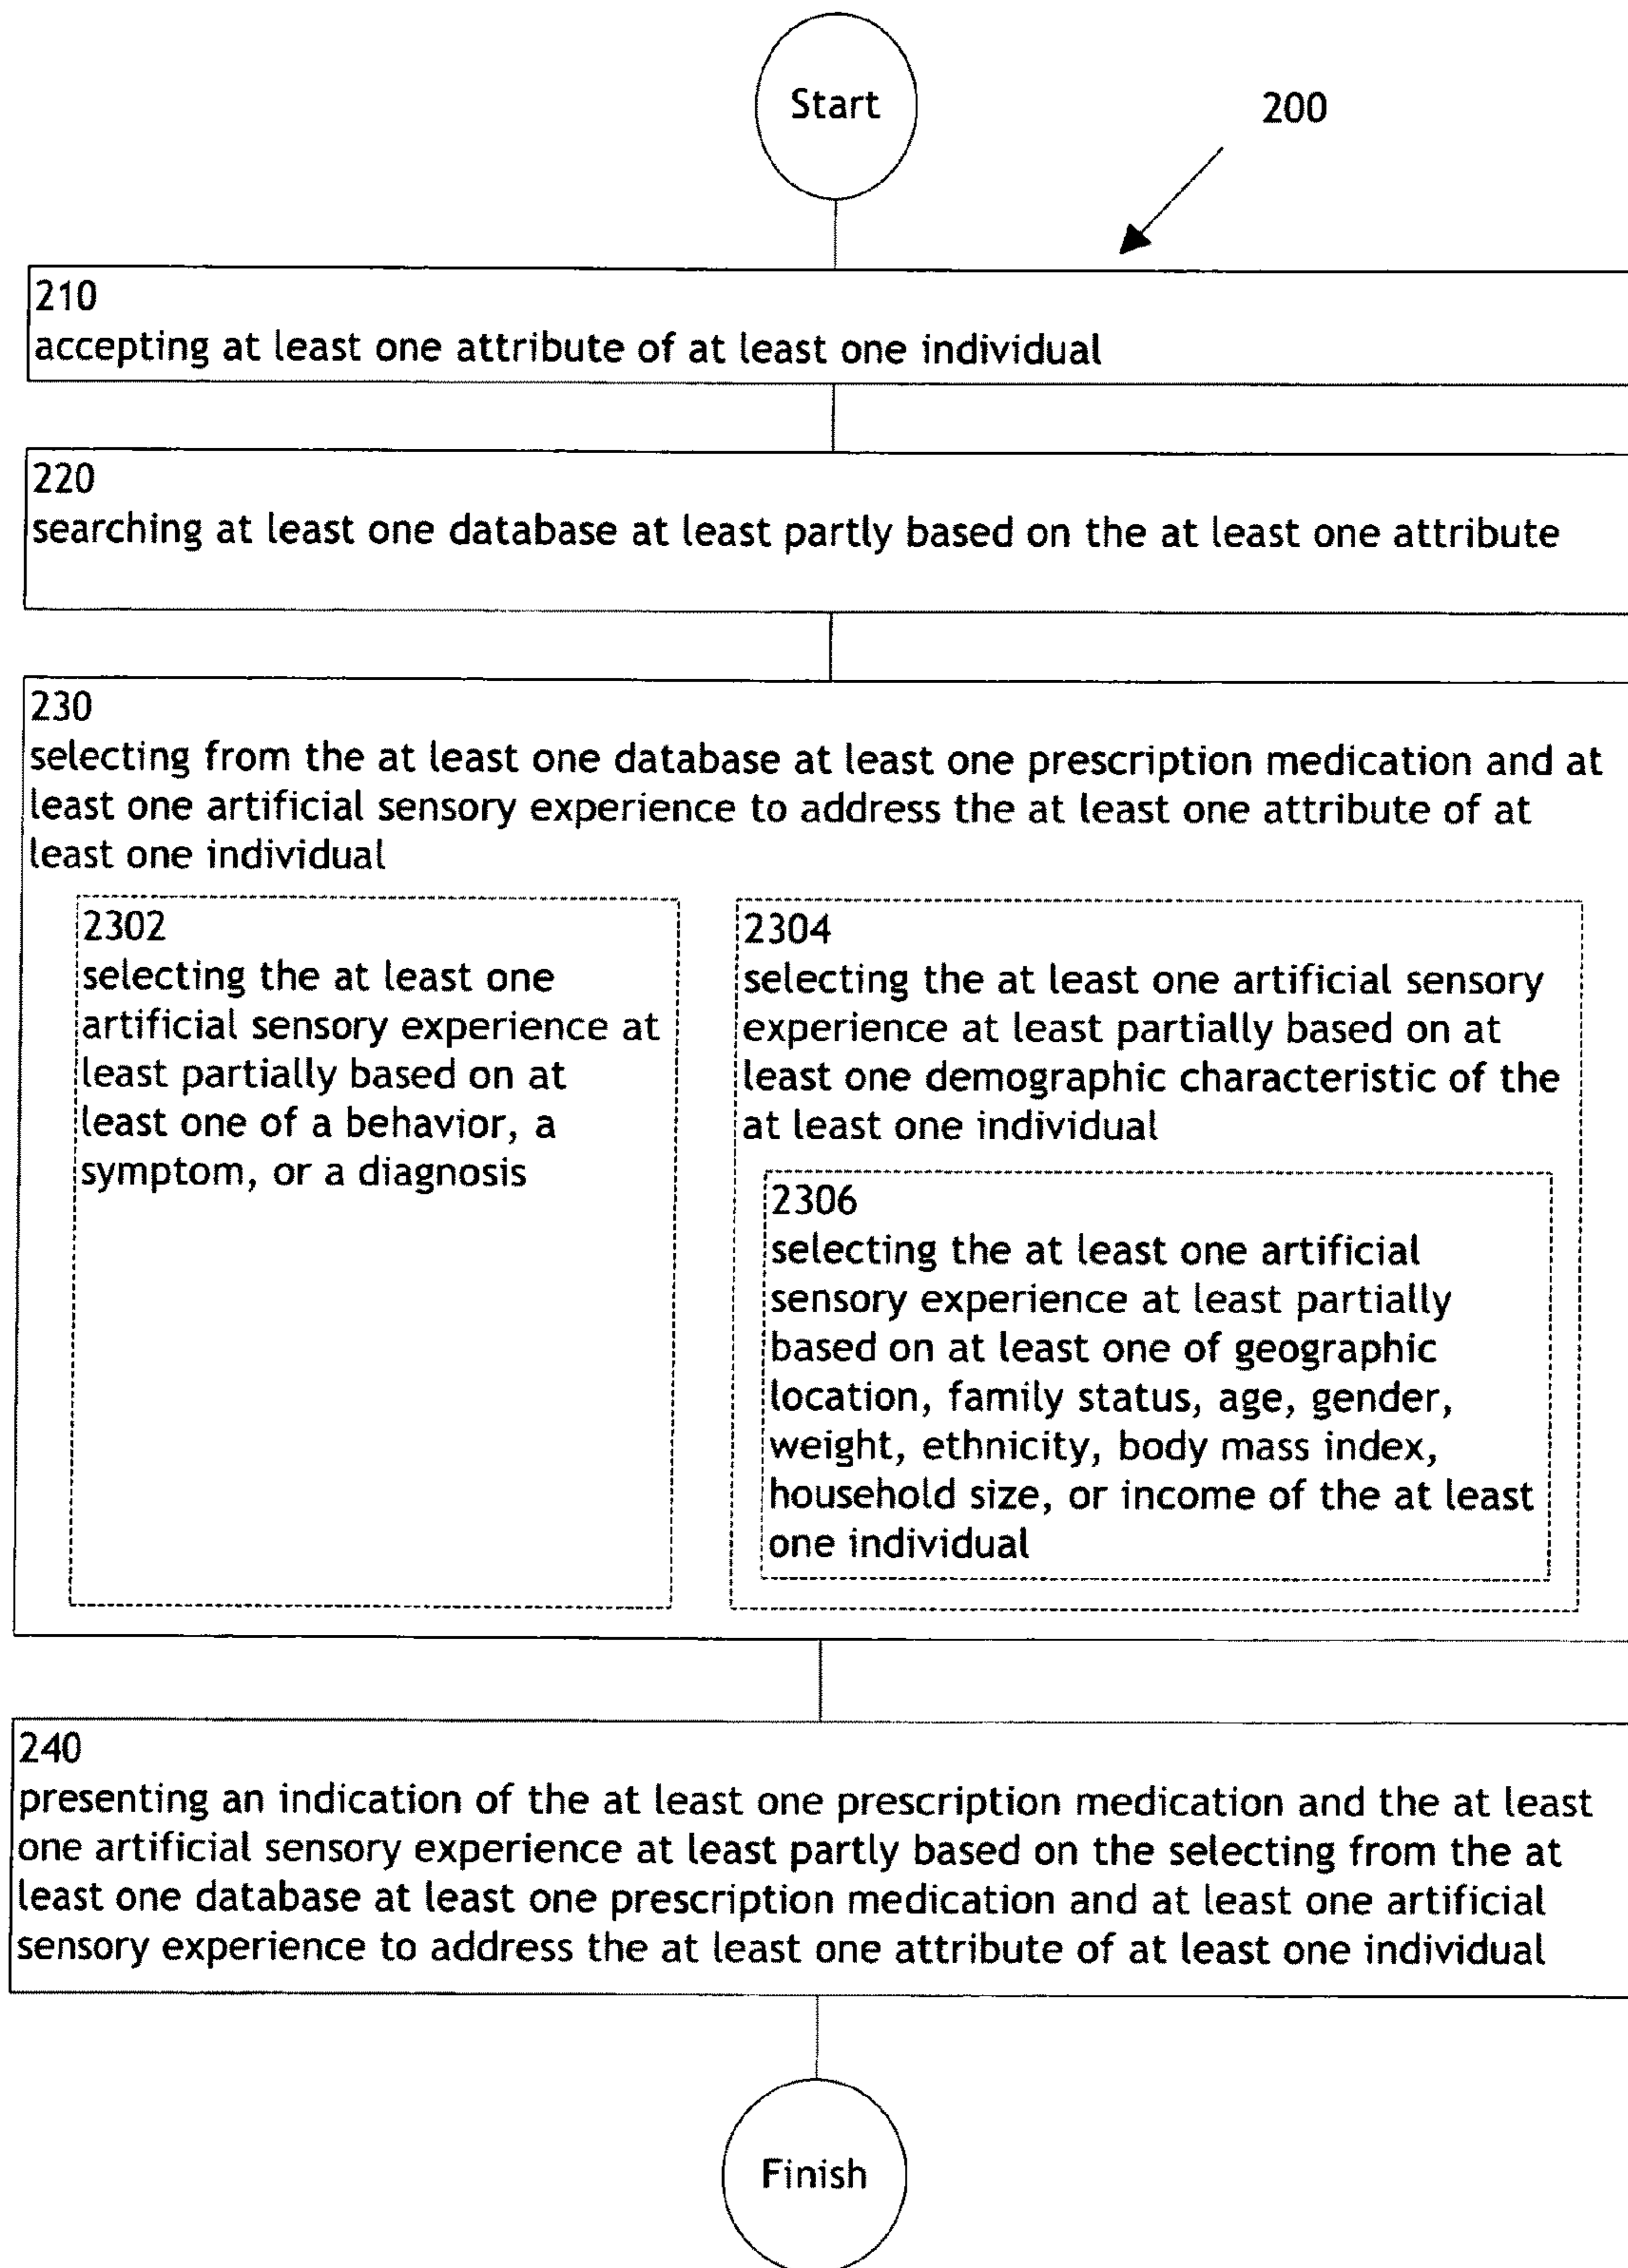 Start
200
210
accepting at least one attribute of at least one individual
220
searching at least one database at least partly based on the at least one attribute
230
selecting from the at least one database at least one prescription medication and at
least one artificial sensory experience to address the at least one attribute of at
least one individual
2302
selecting the at least one
artificial sensory experience at
least partially based on at
least one of a behavior, a
symptom, or a diagnosis
2304
selecting the at least one artificial sensory
experience at least partially based on at
least one demographic characteristic of the
at least one individual
2306
selecting the at least one artificial
sensory experience at least partially
based on at least one of geographic
location, family status, age, gender,
weight, ethnicity, body mass index,
household size, or income of the at least
one individual
240
presenting an indication of the at least one prescription medication and the at least
one artificial sensory experience at least partly based on the selecting from the at
least one database at least one prescription medication and at least one artificial
sensory experience to address the at least one attribute of at least one individual
Finish